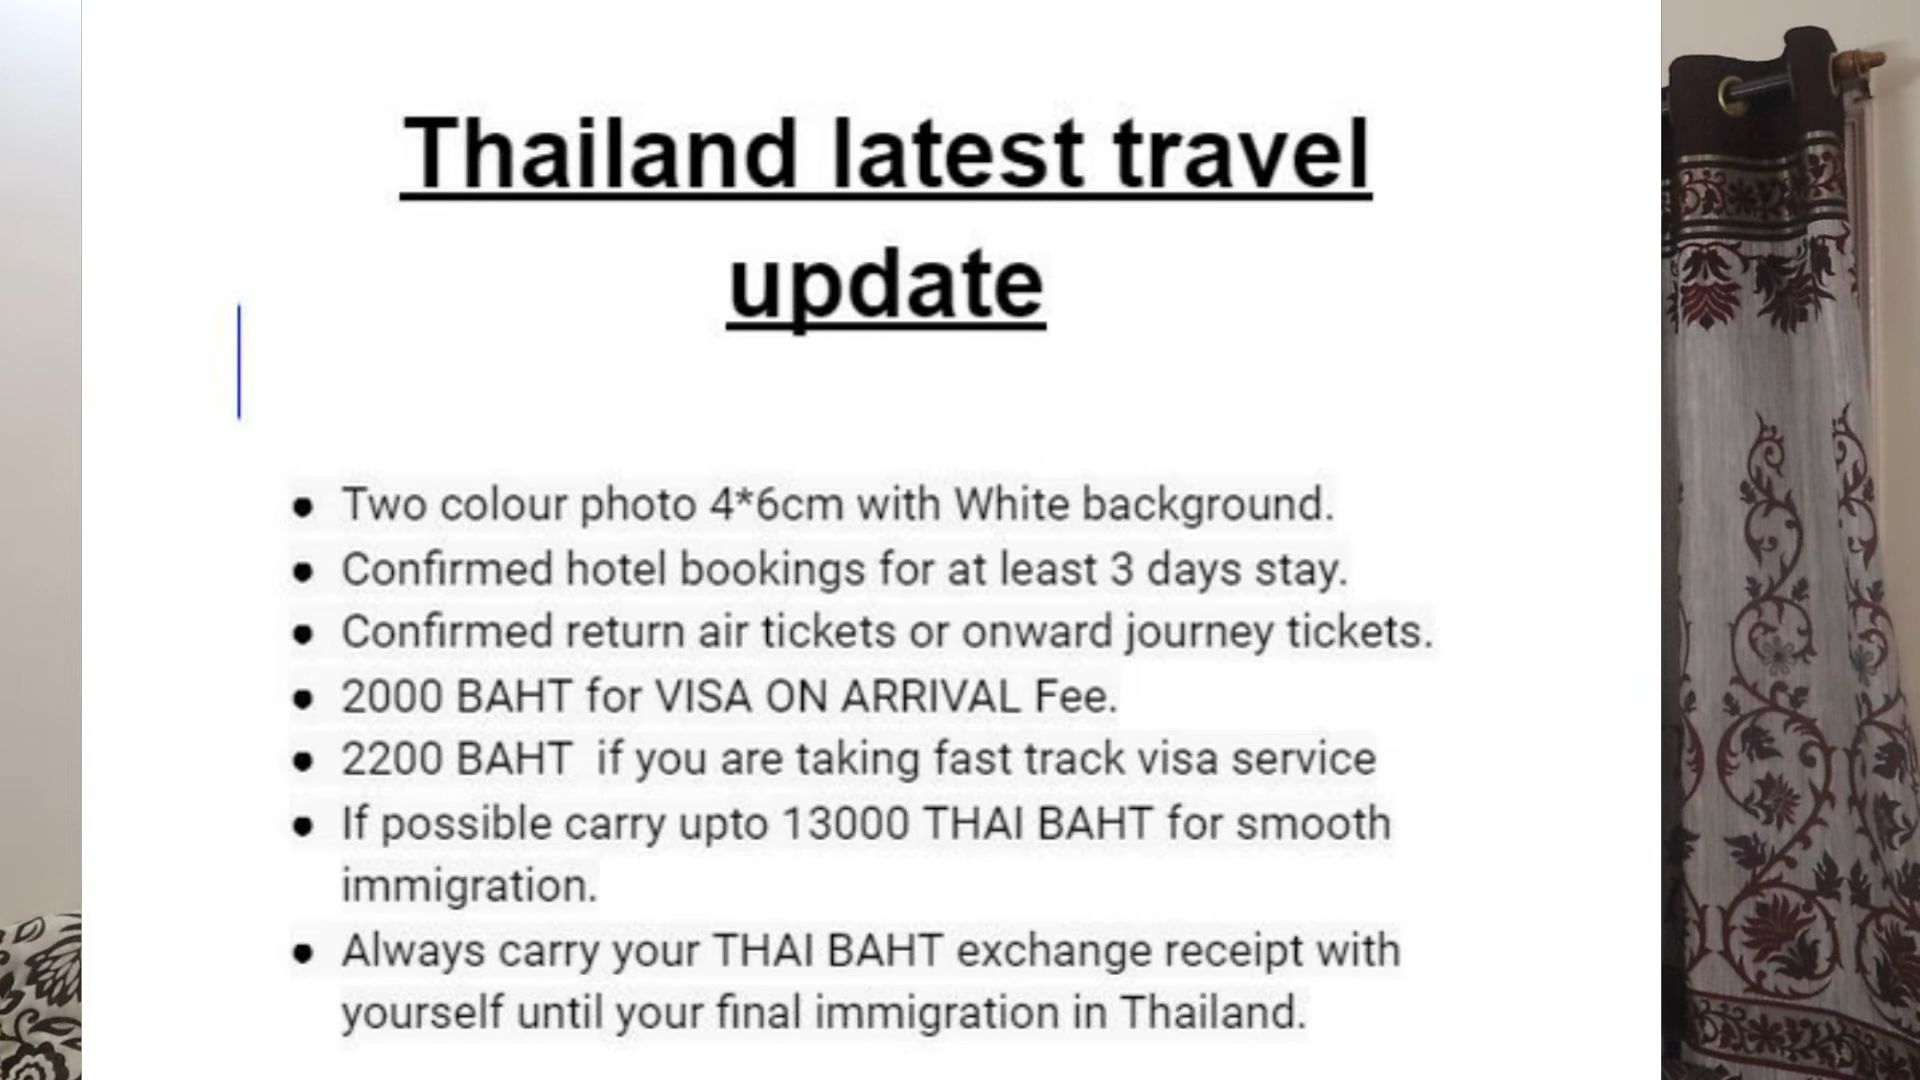 Thailand latest travel
update
• Two colour photo 4*6cm with White background.
• Confirmed hotel bookings for at least 3 days stay.
• Confirmed return air tickets or onward journey tickets.
• 2000 BAHT for VISA ON ARRIVAL Fee.
• 2200 BAHT  if you are taking fast track visa service
• If possible carry upto 13000 THAI BAHT for smooth
immigration.
• Always carry your THAI BAHT exchange receipt with
yourself until your final immigration in Thailand.